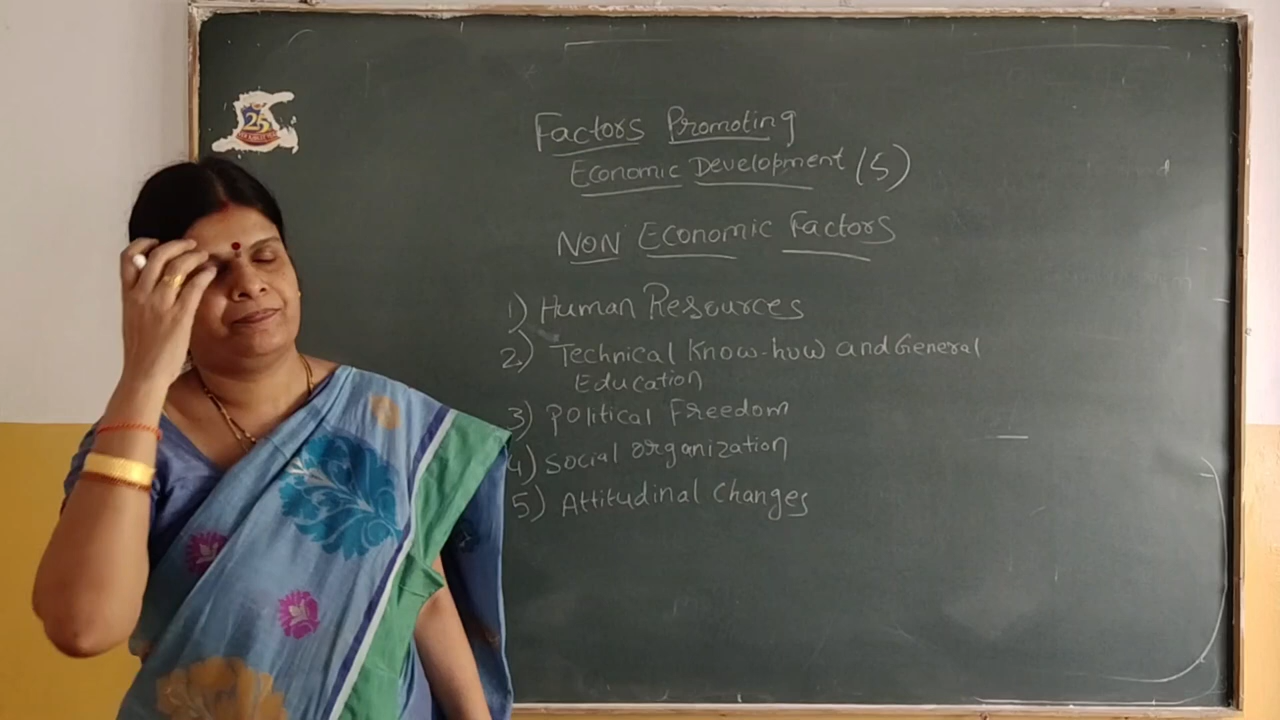 25
Factors Promoting
Economic Development (5)
NON Economic Factors
1) Human Resources
2) Technical Know-how and General
Education
3) Political Freedom
4) Social organization
5) Attitudinal Changes